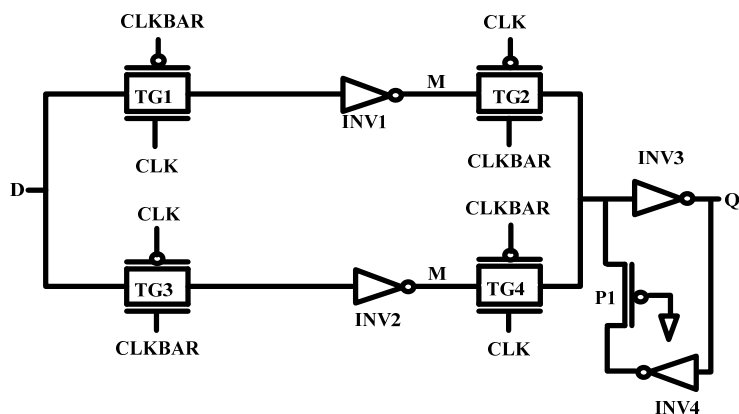 CLKBAR
CLK
TG1
M
TG2
INV1
CLK
CLKBAR
INV3
D
Q
CLK
CLKBAR
TG3
M
TG4
P1
INV2
CLKBAR
CLK
INV4